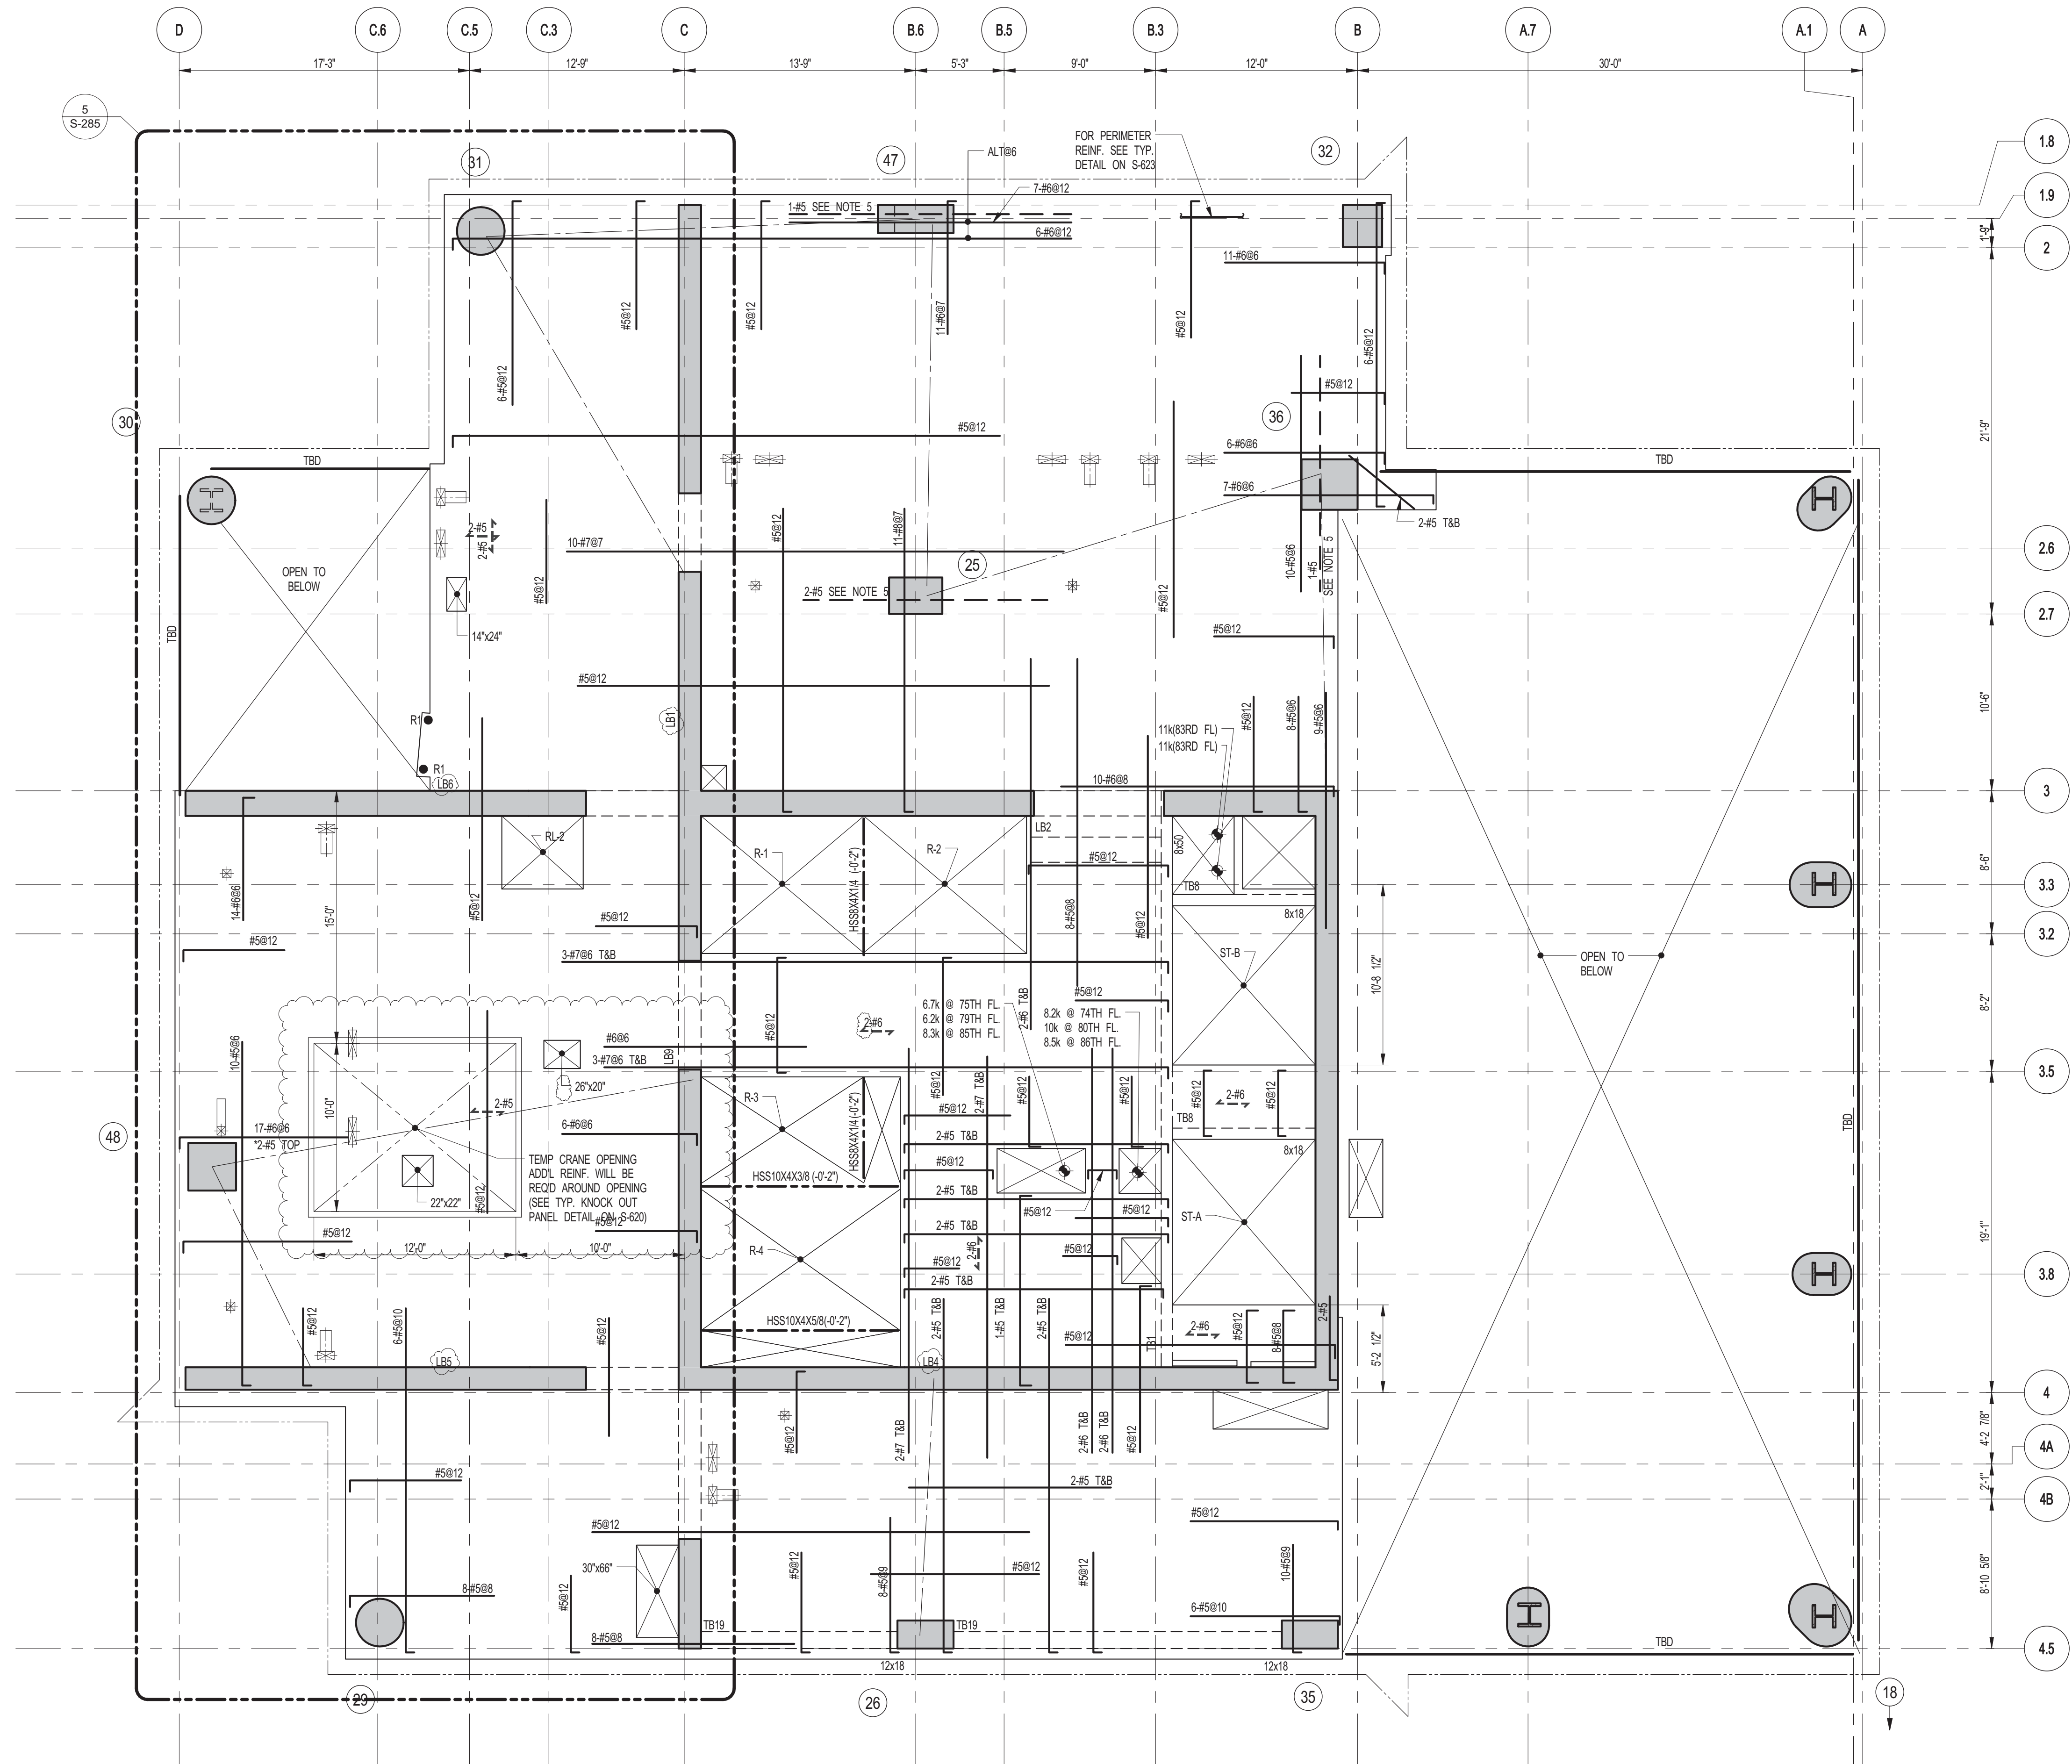 D
C.6
C.5
C.3
C
B.6
B.5
B.3
B
A.7
A.1
A
17'-3"
12'-9"
13'-9"
5'-3"
9'-0"
12'-0"
30'-0"
5
S-285
31
47
32
ALT@6
FOR PERIMETER
REINF. SEE TYP.
DETAIL ON S-623
1.8
1.9
1'-9"
2
7-#6@12
1-#5 SEE NOTE 5
6-#6@12
11-#6@6
#5@12
#5@12
11-#6@7
#5@12
6-#5@12
6-#5@12
#5@12
30
36
21'-9"
#5@12
TBD
6-#6@6
7-#6@6
TBD
2-#5 T&B
2-#5
2-#5
#5@12
10-#7@7
#5@12
11-#8@7
25
10-#5@6
1-#5
SEE NOTE 5
2.6
OPEN TO
BELOW
14"x24"
2-#5 SEE NOTE 5
#5@12
2.7
TBD
#5@12
#5@12
10'-6"
R1
R1
LB6
LB1
11k(83RD FL)
11k(83RD FL)
#5@12
8-#5@6
9-#5@6
10-#6@8
3
RL-2
R-1
R-2
LB2
#5@12
8x50
TB8
8'-6"
3.3
14-#6@6
15'-0"
#5@12
#5@12
HSS8X4X1/4 (-0'-2")
8-#5@8
#5@12
8x18
3.2
#5@12
3-#7@6 T&B
ST-B
10'-8 1/2"
OPEN TO
BELOW
8'-2"
6.7k @ 75TH FL.
6.2k @ 79TH FL.
8.3k @ 85TH FL.
2-#6 T&B
#5@12
8.2k @ 74TH FL.
10k @ 80TH FL.
8.5k @ 86TH FL.
10-#5@6
#6@6
3-#7@6 T&B
LB9
#5@12
2-#6
3.5
26"x20"
10'-0"
2-#5
R-3
HSS8X4X1/4 (-0'-2")
#5@12
2-#7 T&B
#5@12
#5@12
#5@12
2-#6
#5@12
TB8
8x18
#5@12
48
17-#6@6
*2-#5 TOP
6-#6@6
2-#5 T&B
TEMP CRANE OPENING
ADD'L REINF. WILL BE
REQ'D AROUND OPENING
(SEE TYP. KNOCK OUT
PANEL DETAIL ON S-620)
22"x22"
#5@12
#5@12
HSS10X4X3/8 (-0'-2")
#5@12
2-#5 T&B
#5@12
#5@12
ST-A
TBD
#5@12
12'-0"
10'-0"
R-4
2-#5 T&B
2-#6
#5@12
#5@12
2-#5 T&B
19'-1"
3.8
#5@12
6-#5@10
#5@12
HSS10X4X5/8(-0'-2")
2-#5 T&B
1-#5 T&B
2-#5 T&B
#5@12
TB1
2-#6
#5@12
8-#5@8
2-#5
5'-2 1/2"
LB5
LB4
4
#5@12
2-#7 T&B
2-#6 T&B
2-#6 T&B
#5@12
4'-2 7/8"
4A
#5@12
2-#5 T&B
2'-1"
4B
#5@12
#5@12
8'-10 5/8"
30"x66"
#5@12
8-#5@9
#5@12
#5@12
10-#5@9
8-#5@8
#5@12
8-#5@8
TB19
TB19
6-#5@10
TBD
4.5
12x18
12x18
29
26
35
18